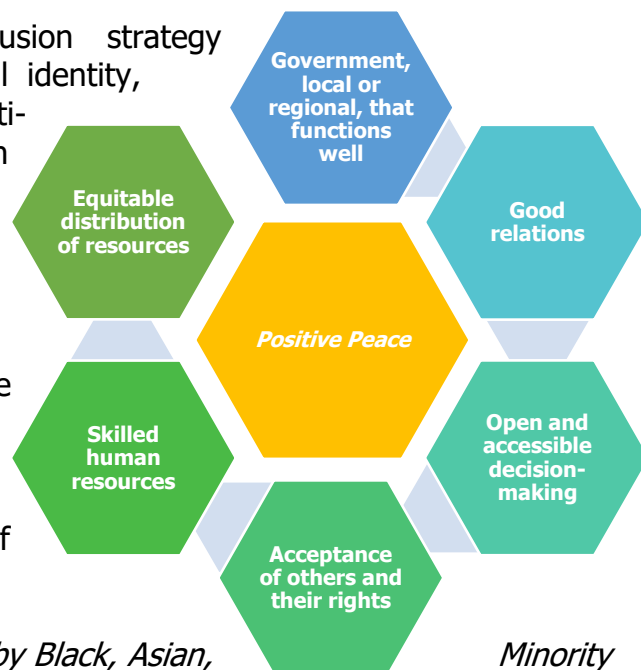 usion strategy
l identity,
ti-
n
e
f
by Black, Asian,
Minority
Government,
local or
regional, that
functions
well
Good
relations
Open and
accessible
decision-
making
Acceptance
of others and
their rights
Skilled
human
resources
Equitable
distribution
of resources
Positive Peace